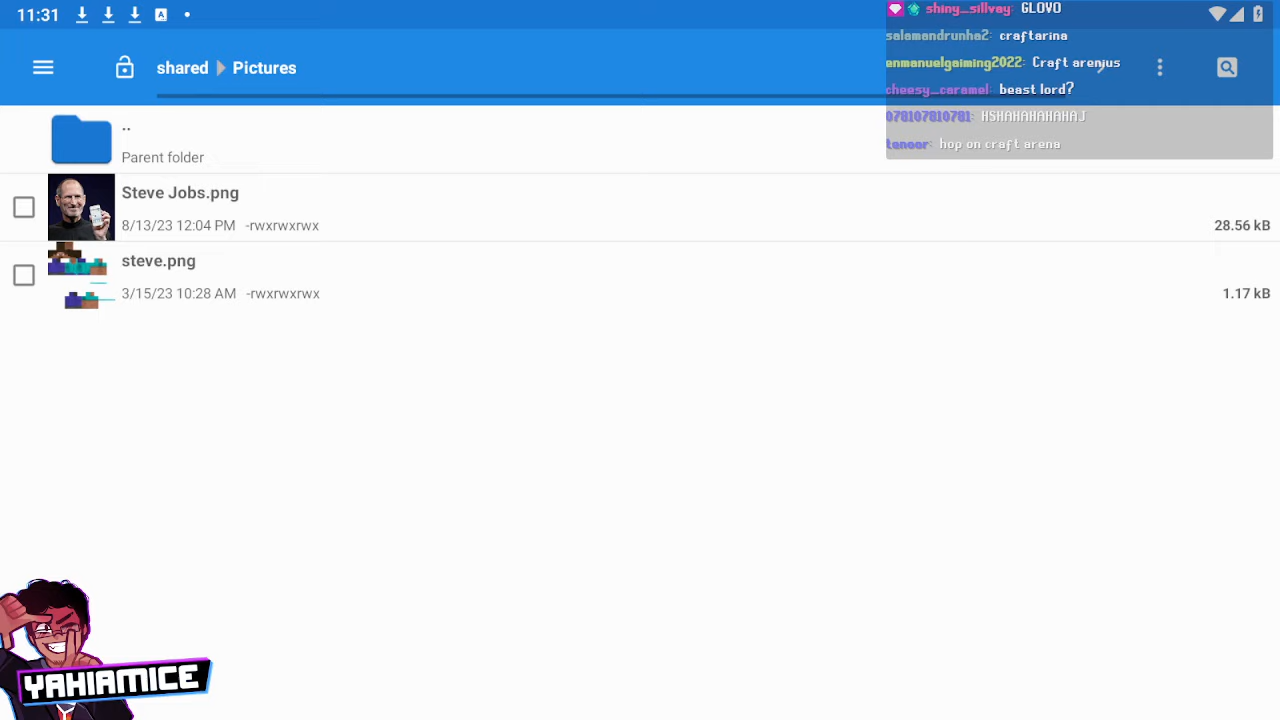 11:31
A
shiny_sillvay: GLOVO
salamandrunha2: craftarina
enmanuelgaiming2022: Craft arenjus
cheesy_caramel: beast lord?
078107810781: HSHAHAHAHAHAJ
tanoor: hop on craft arena
shared Pictures
..
Parent folder
Steve Jobs.png
8/13/23 12:04 PM -rwxrwxrwx
28.56 kB
steve.png
3/15/23 10:28 AM -rwxrwxrwx
1.17 kB
YAHIAMICE